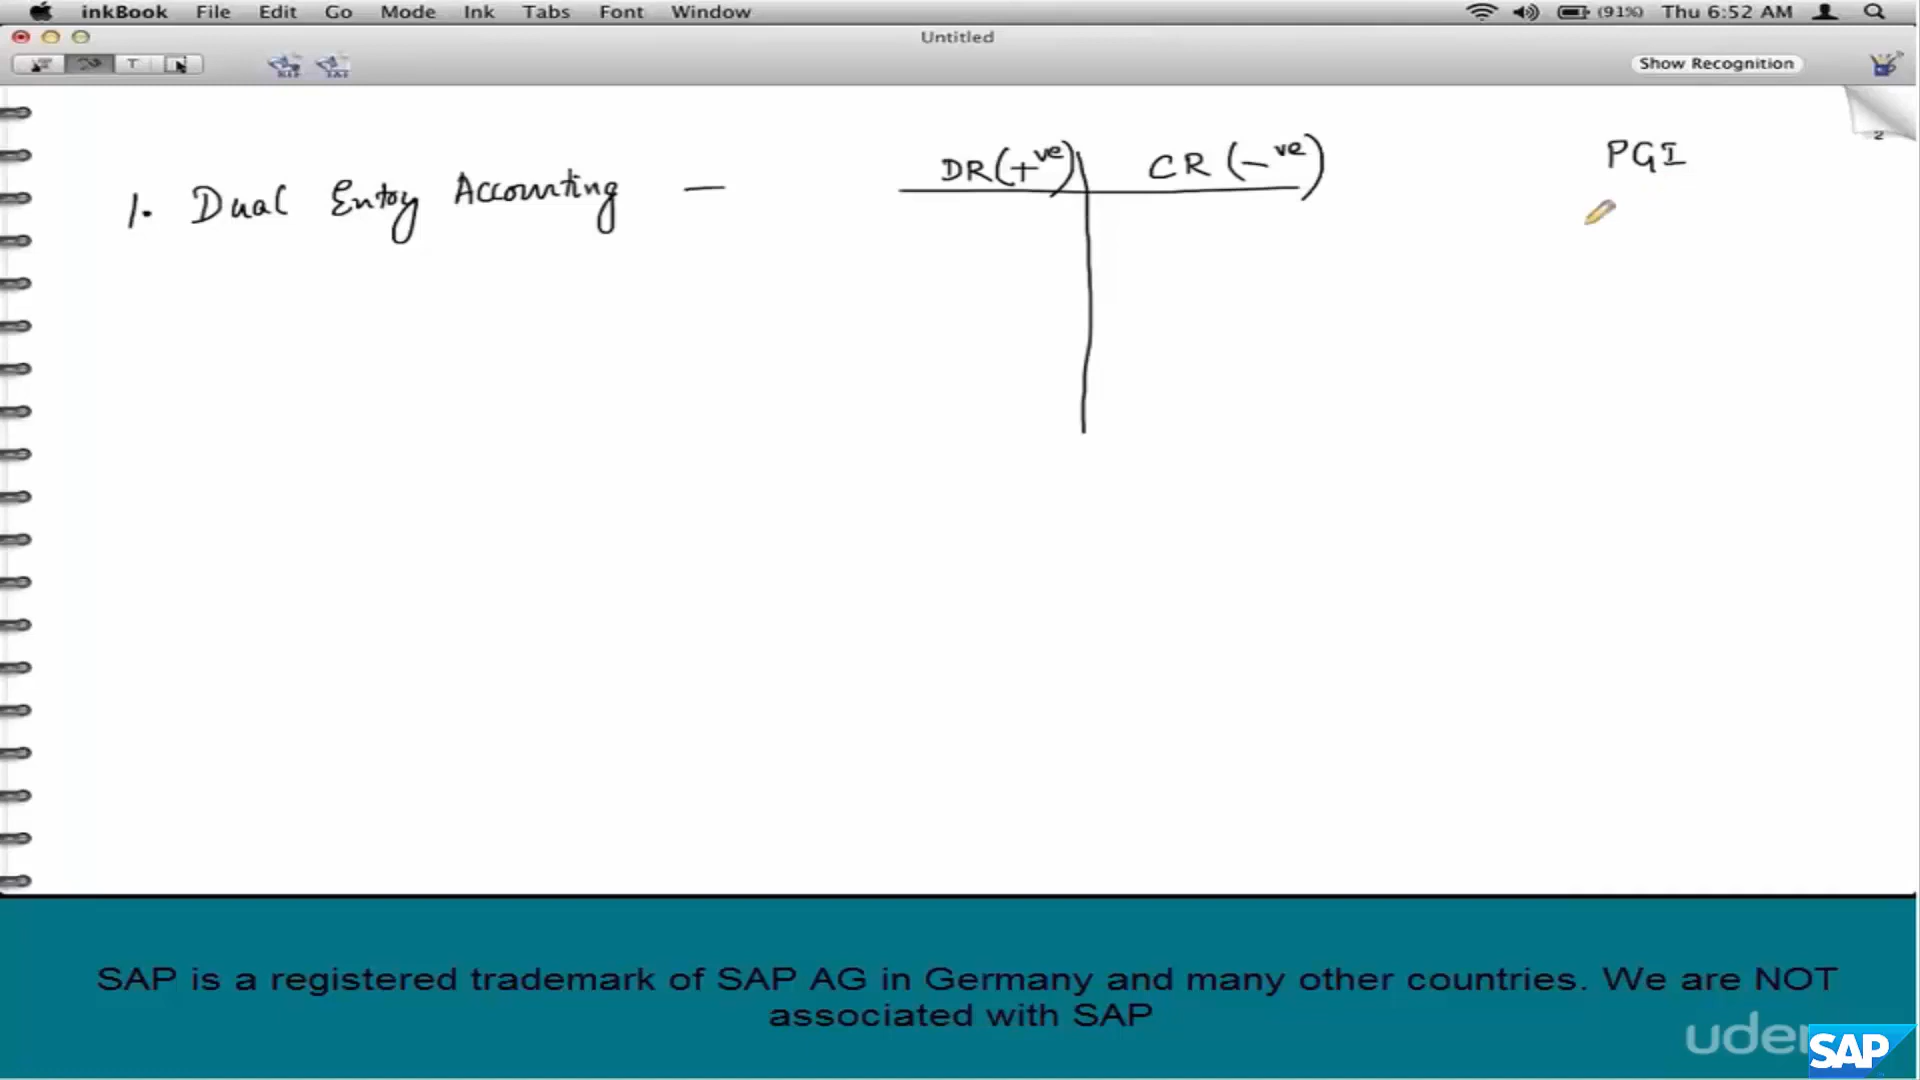 inkBook File Edit Go Mode Ink Tabs Font Window (91%) Thu 6:52 AM
Untitled
T Show Recognition
2
1. Dual Entry Accounting — DR(+ve) CR(-ve) PGI
SAP is a registered trademark of SAP AG in Germany and many other countries. We are NOT
associated with SAP
SAP